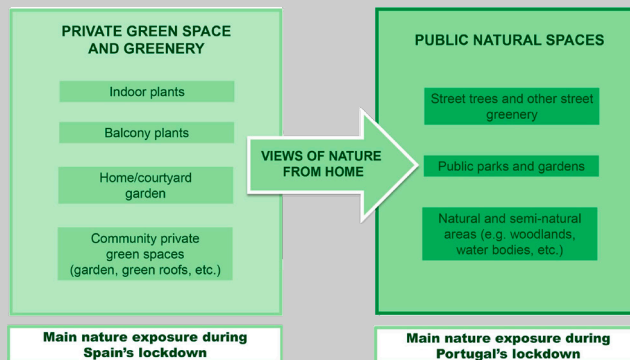 PRIVATE GREEN SPACE
AND GREENERY
Indoor plants
Balcony plants
Home/courtyard
garden
Community private
green spaces
(garden, green roofs, etc.)
Main nature exposure during
Spain's lockdown
VIEWS OF NATURE
FROM HOME
PUBLIC NATURAL SPACES
Street trees and other street
greenery
Public parks and gardens
Natural and semi-natural
areas (e.g. woodlands,
water bodies, etc.)
Main nature exposure during
Portugal's lockdown